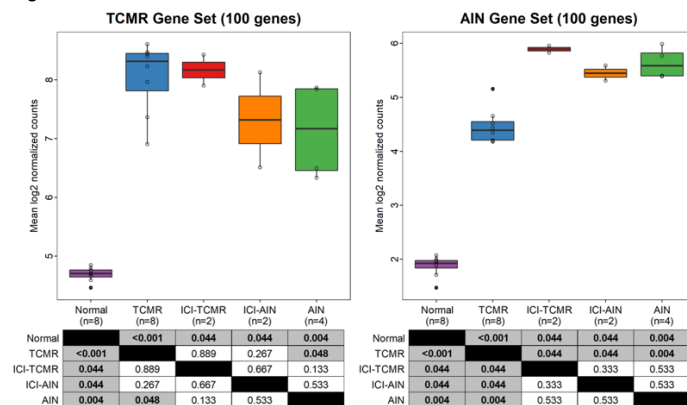 TCMR Gene Set (100 genes)
Mean log2 normalized counts
8
7
6
5
Normal (n=8) TCMR (n=8) ICI-TCMR (n=2) ICI-AIN (n=2) AIN (n=4)
Normal <0.001 0.044 0.044 0.004
TCMR <0.001 0.889 0.267 0.048
ICI-TCMR 0.044 0.889 0.667 0.133
ICI-AIN 0.044 0.267 0.667 0.533
AIN 0.004 0.048 0.133 0.533
AIN Gene Set (100 genes)
Mean log2 normalized counts
6
5
4
3
2
Normal (n=8) TCMR (n=8) ICI-TCMR (n=2) ICI-AIN (n=2) AIN (n=4)
Normal <0.001 0.044 0.044 0.004
TCMR <0.001 0.044 0.044 0.004
ICI-TCMR 0.044 0.044 0.333 0.533
ICI-AIN 0.044 0.044 0.333 0.533
AIN 0.004 0.004 0.533 0.533